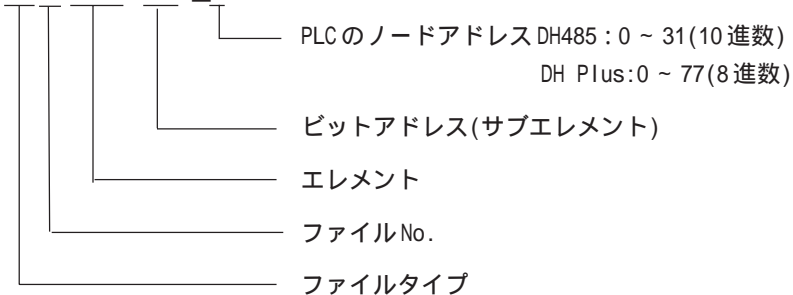 PLCのノードアドレスDH485:0 ~ 31(10進数)
DH Plus:0 ~ 77(8進数)
ビットアドレス(サブエレメント)
エレメント
ファイルNo.
ファイルタイプ